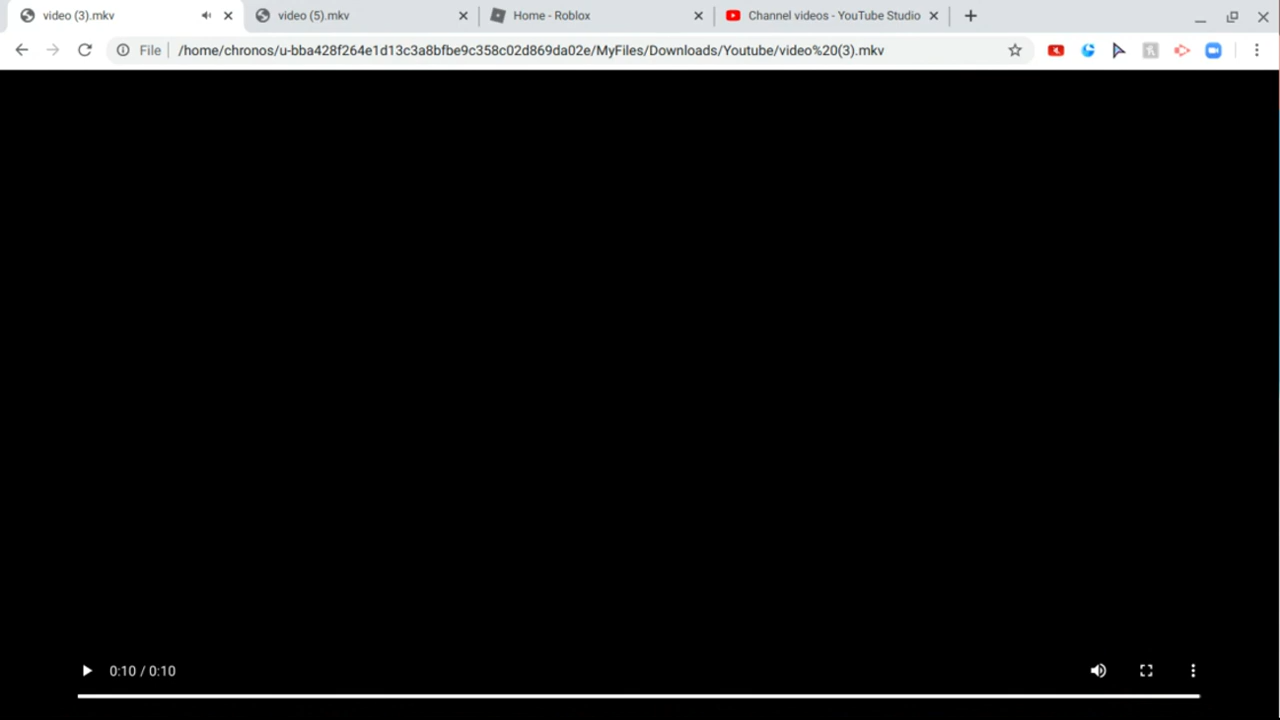 video (3).mkv
video (5).mkv
Home - Roblox
Channel videos - YouTube Studio
File
/home/chronos/u-bba428f264e1d13c3a8bfbe9c358c02d869da02e/MyFiles/Downloads/Youtube/video%20(3).mkv
0:10 / 0:10